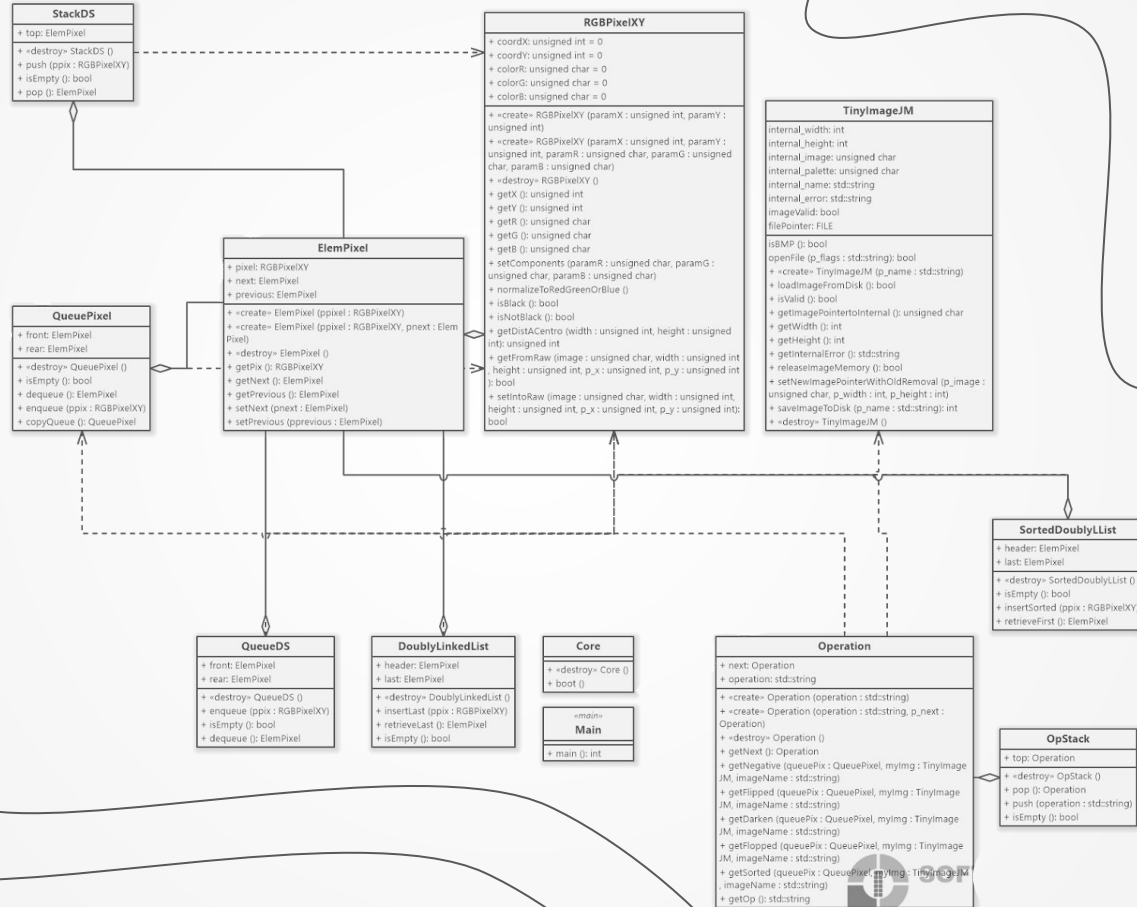 StackDS
+ top: ElemPixel
+ «destroy» StackDS ()
+ push (ppix : RGBPixelXY)
+ isEmpty (): bool
+ pop (): ElemPixel
RGBPixelXY
+ coordX: unsigned int = 0
+ coordY: unsigned int = 0
+ colorR: unsigned char = 0
+ colorG: unsigned char = 0
+ colorB: unsigned char = 0
+ «create» RGBPixelXY (paramX : unsigned int, paramY :
unsigned int)
+ «create» RGBPixelXY (paramX : unsigned int, paramY :
unsigned int, paramR : unsigned char, paramG : unsigned
char, paramB : unsigned char)
+ «destroy» RGBPixelXY ()
+ getX (): unsigned int
+ getY (): unsigned int
+ getR (): unsigned char
+ getG (): unsigned char
+ getB (): unsigned char
+ setComponents (paramR : unsigned char, paramG :
unsigned char, paramB : unsigned char)
+ normalizeToRedGreenOrBlue ()
+ isBlack (): bool
+ isNotBlack (): bool
+ getDistACentro (width : unsigned int, height : unsigned
int): unsigned int
+ getFromRaw (image : unsigned char, width : unsigned int
, height : unsigned int, p_x : unsigned int, p_y : unsigned int
): bool
+ setIntoRaw (image : unsigned char, width : unsigned int,
height : unsigned int, p_x : unsigned int, p_y : unsigned int):
bool
TinyImageJM
internal_width: int
internal_height: int
internal_image: unsigned char
internal_palette: unsigned char
internal_name: std::string
internal_error: std::string
imageValid: bool
filePointer: FILE
isBMP (): bool
openFile (p_flags : std::string): bool
+ «create» TinyImageJM (p_name : std::string)
+ loadImageFromDisk (): bool
+ isValid (): bool
+ getImagePointertoInternal (): unsigned char
+ getWidth (): int
+ getHeight (): int
+ getInternalError (): std::string
+ releaseImageMemory (): bool
+ setNewImagePointerWithOldRemoval (p_image :
unsigned char, p_width : int, p_height : int)
+ saveImageToDisk (p_name : std::string): int
+ «destroy» TinyImageJM ()
ElemPixel
+ pixel: RGBPixelXY
+ next: ElemPixel
+ previous: ElemPixel
+ «create» ElemPixel (ppixel : RGBPixelXY)
+ «create» ElemPixel (ppixel : RGBPixelXY, pnext : Elem
Pixel)
+ «destroy» ElemPixel ()
+ getPix (): RGBPixelXY
+ getNext (): ElemPixel
+ getPrevious (): ElemPixel
+ setNext (pnext : ElemPixel)
+ setPrevious (pprevious : ElemPixel)
QueuePixel
+ front: ElemPixel
+ rear: ElemPixel
+ «destroy» QueuePixel ()
+ isEmpty (): bool
+ dequeue (): ElemPixel
+ enqueue (ppix : RGBPixelXY)
+ copyQueue (): QueuePixel
SortedDoublyLList
+ header: ElemPixel
+ last: ElemPixel
+ «destroy» SortedDoublyLList ()
+ isEmpty (): bool
+ insertSorted (ppix : RGBPixelXY
+ retrieveFirst (): ElemPixel
QueueDS
+ front: ElemPixel
+ rear: ElemPixel
+ «destroy» QueueDS ()
+ enqueue (ppix : RGBPixelXY)
+ isEmpty (): bool
+ dequeue (): ElemPixel
DoublyLinkedList
+ header: ElemPixel
+ last: ElemPixel
+ «destroy» DoublyLinkedList ()
+ insertLast (ppix : RGBPixelXY)
+ retrieveLast (): ElemPixel
+ isEmpty (): bool
Core
+ «destroy» Core ()
+ boot ()
«main»
Main
+ main (): int
Operation
+ next: Operation
+ operation: std::string
+ «create» Operation (operation : std::string)
+ «create» Operation (operation : std::string, p_next :
Operation)
+ «destroy» Operation ()
+ getNext (): Operation
+ getNegative (queuePix : QueuePixel, myImg : TinyImage
JM, imageName : std::string)
+ getFlipped (queuePix : QueuePixel, myImg : TinyImage
JM, imageName : std::string)
+ getDarken (queuePix : QueuePixel, myImg : TinyImage
JM, imageName : std::string)
+ getFlopped (queuePix : QueuePixel, myImg : TinyImage
JM, imageName : std::string)
+ getSorted (queuePix : QueuePixel, myImg : TinyImageJM
, imageName : std::string)
+ getOp (): std::string
OpStack
+ top: Operation
+ «destroy» OpStack ()
+ pop (): Operation
+ push (operation : std::string)
+ isEmpty (): bool